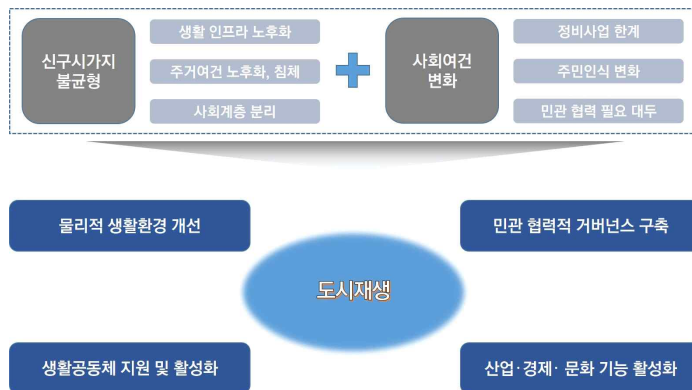 신구시가지
불균형
생활 인프라 노후화
주거여건 노후화, 침체
사회계층 분리
사회여건
변화
정비사업 한계
주민인식 변화
민관 협력 필요 대두
물리적 생활환경 개선
민관 협력적 거버넌스 구축
도시재생
생활공동체 지원 및 활성화
산업·경제· 문화 기능 활성화